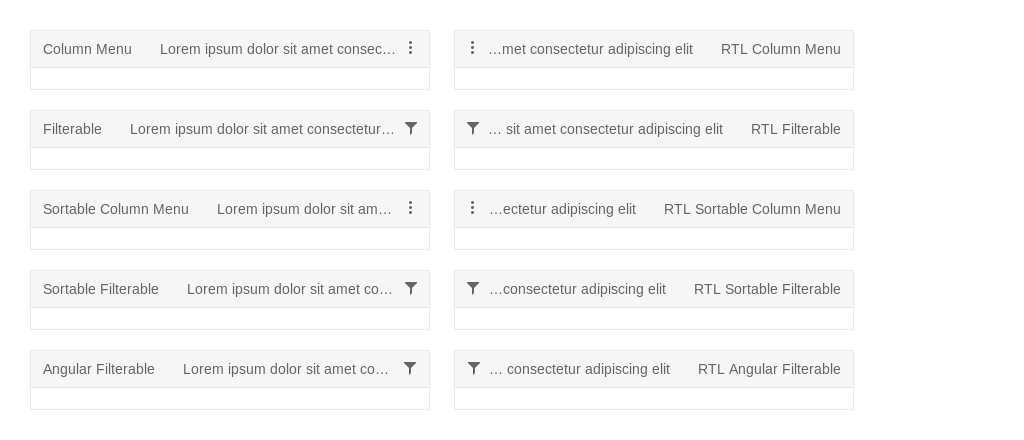 Column Menu Lorem ipsum dolor sit amet consec…
…met consectetur adipiscing elit RTL Column Menu
Filterable Lorem ipsum dolor sit amet consectetur…
… sit amet consectetur adipiscing elit RTL Filterable
Sortable Column Menu Lorem ipsum dolor sit am…
…ectetur adipiscing elit RTL Sortable Column Menu
Sortable Filterable Lorem ipsum dolor sit amet co…
…consectetur adipiscing elit RTL Sortable Filterable
Angular Filterable Lorem ipsum dolor sit amet co…
… consectetur adipiscing elit RTL Angular Filterable